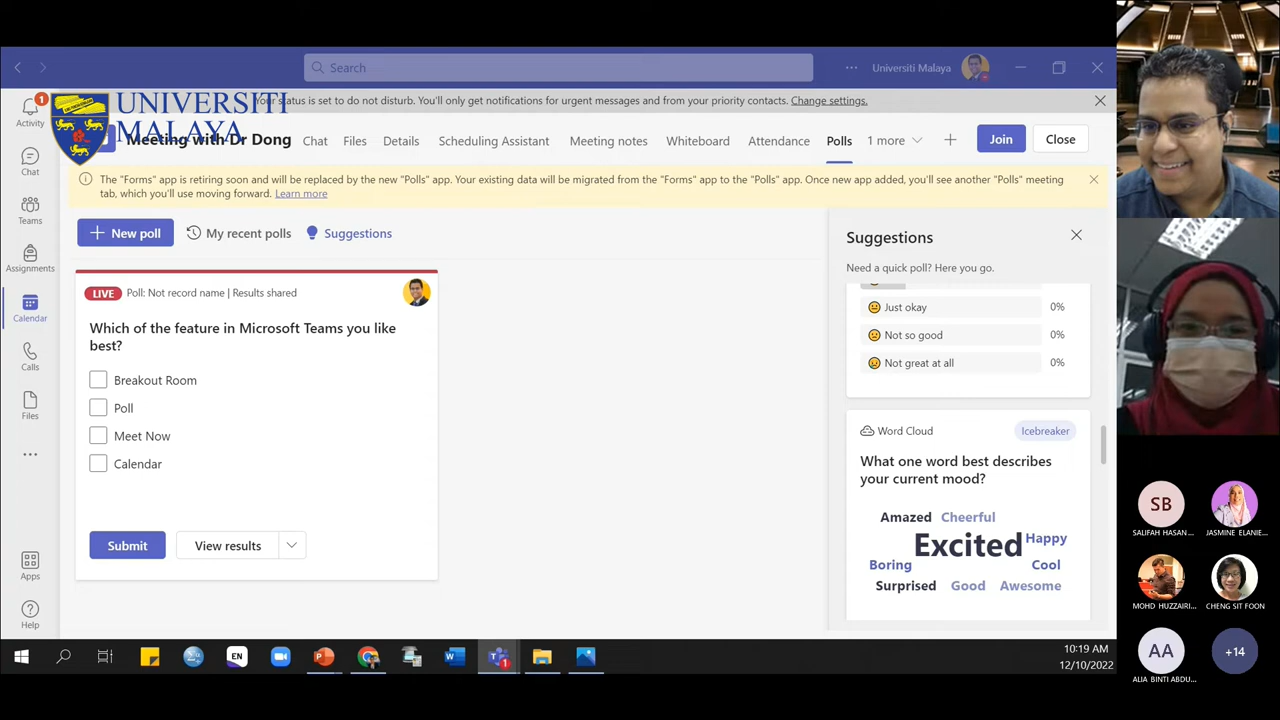 Search
Universiti Malaya
UNIVERSITI
MALAYA
Your status is set to do not disturb. You'll only get notifications for urgent messages and from your priority contacts. Change settings.
1
Activity
Chat
Teams
Assignments
Calendar
Calls
Files
Apps
Help
Meeting with Dr Dong
Chat
Files
Details
Scheduling Assistant
Meeting notes
Whiteboard
Attendance
Polls
1 more
Join
Close
The "Forms" app is retiring soon and will be replaced by the new "Polls" app. Your existing data will be migrated from the "Forms" app to the "Polls" app. Once new app added, you'll see another "Polls" meeting
tab, which you'll use moving forward. Learn more
New poll
My recent polls
Suggestions
LIVE
Poll: Not record name | Results shared
Which of the feature in Microsoft Teams you like
best?
Breakout Room
Poll
Meet Now
Calendar
Submit
View results
Suggestions
Need a quick poll? Here you go.
Just okay 0%
Not so good 0%
Not great at all 0%
Word Cloud
Icebreaker
What one word best describes
your current mood?
Amazed Cheerful
Excited Happy
Boring Cool
Surprised Good Awesome
EN
1
10:19 AM
12/10/2022
SB
SALIFAH HASAN...
JASMINE ELANIE...
MOHD HUZZAIRI...
CHENG SIT FOON
AA
ALIA BINTI ABDU...
+14